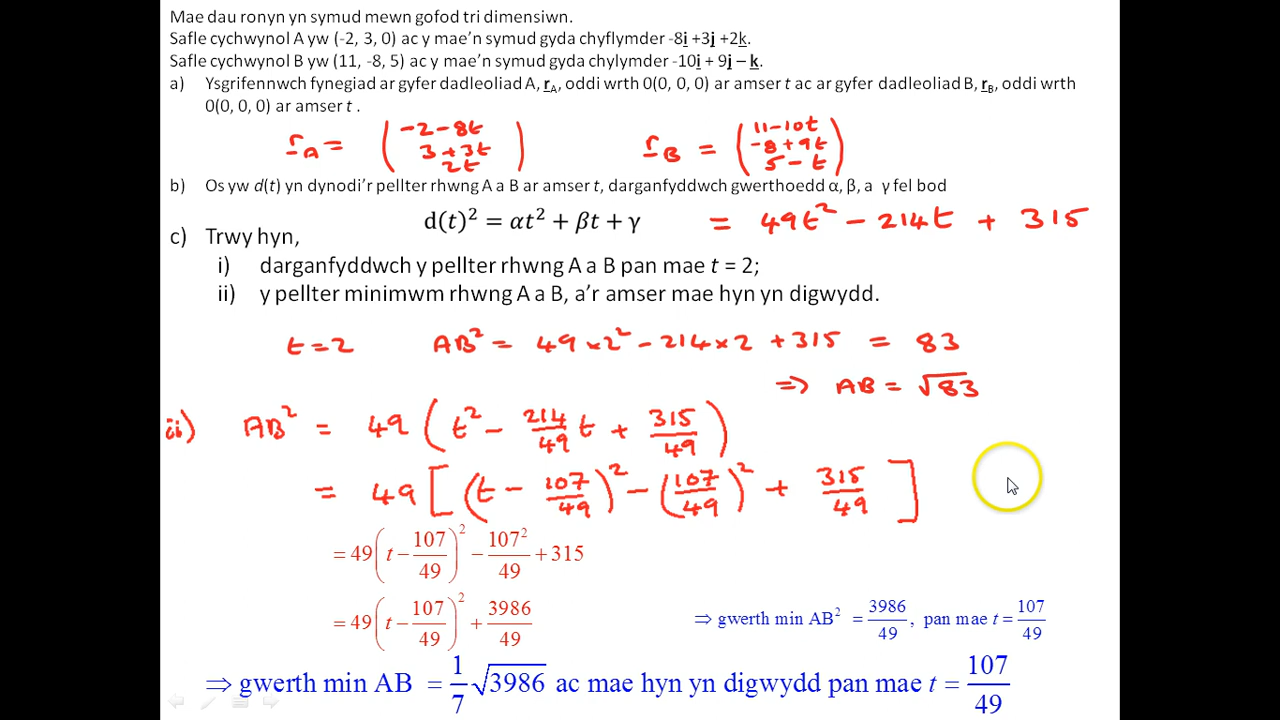 Mae dau ronyn yn symud mewn gofod tri dimensiwn.
Safle cychwynol A yw (-2, 3, 0) ac y mae'n symud gyda chyflymder -8i +3j +2k.
Safle cychwynol B yw (11, -8, 5) ac y mae'n symud gyda chylymder -10i + 9j – k.
a) Ysgrifennwch fynegiad ar gyfer dadleoliad A, r_A, oddi wrth 0(0, 0, 0) ar amser t ac ar gyfer dadleoliad B, r_B, oddi wrth
0(0, 0, 0) ar amser t .
r_A = (-2-8t, 3+3t, 2t) r_B = (11-10t, -8+9t, 5-t)
b) Os yw d(t) yn dynodi'r pellter rhwng A a B ar amser t, darganfyddwch gwerthoedd α, β, a γ fel bod
d(t)² = αt² + βt + γ = 49t² - 214t + 315
c) Trwy hyn,
i) darganfyddwch y pellter rhwng A a B pan mae t = 2;
ii) y pellter minimwm rhwng A a B, a'r amser mae hyn yn digwydd.
t=2 AB² = 49×2² - 214×2 + 315 = 83
⇒ AB = √83
ii) AB² = 49 (t² - 214/49 t + 315/49)
= 49 [ (t - 107/49)² - (107/49)² + 315/49 ]
= 49(t - 107/49)² - 107²/49 + 315
= 49(t - 107/49)² + 3986/49 ⇒ gwerth min AB² = 3986/49, pan mae t = 107/49
⇒ gwerth min AB = 1/7 √3986 ac mae hyn yn digwydd pan mae t = 107/49